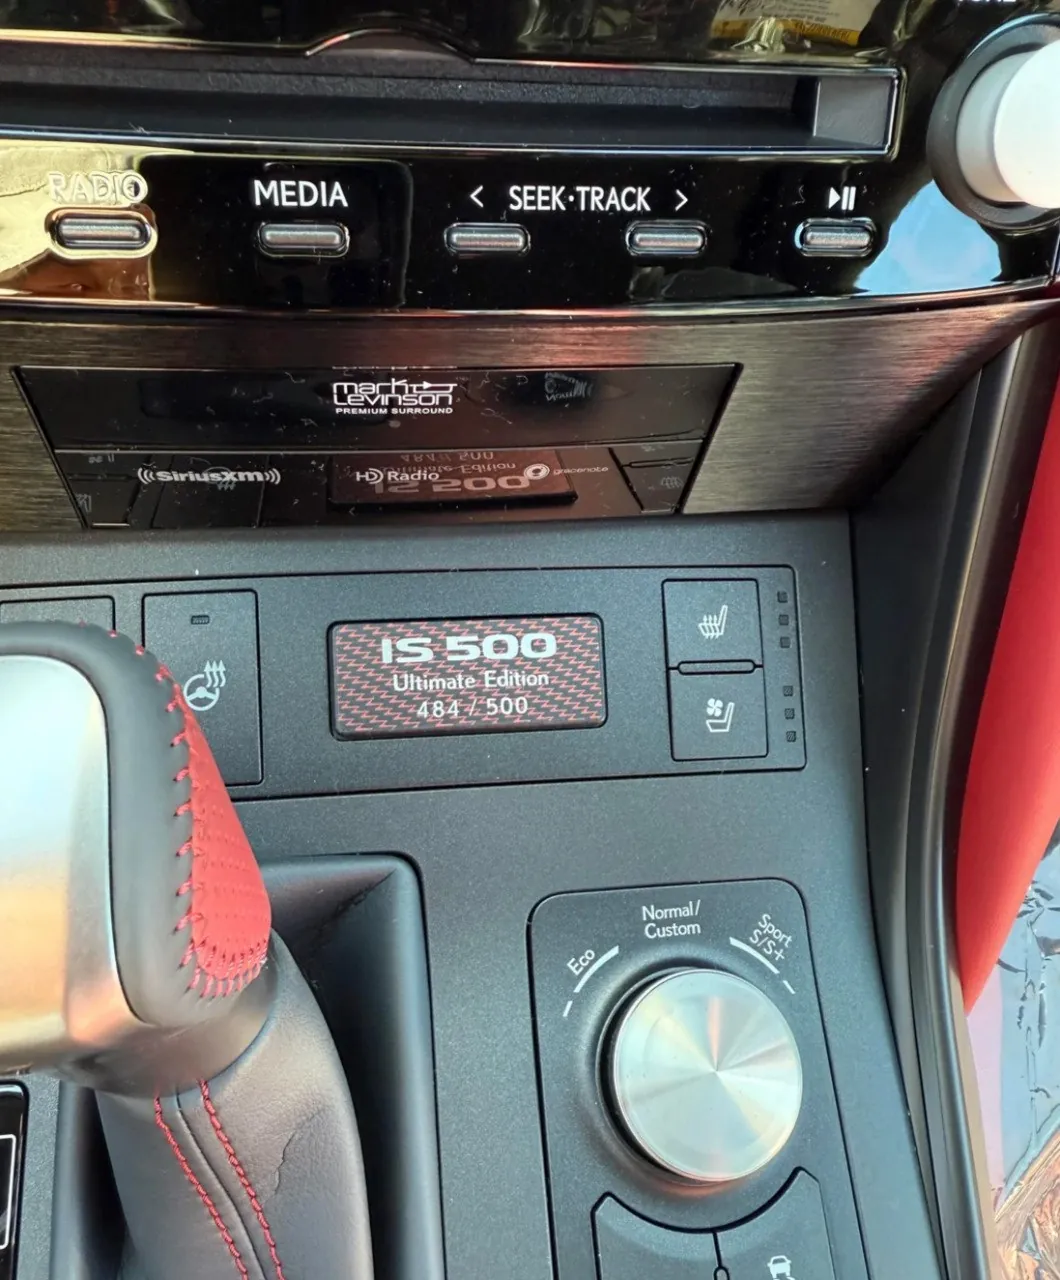 RADIO
MEDIA
< SEEK·TRACK >
mark
Levinson
PREMIUM SURROUND
((SiriusXM))
HD Radio
gracenote
IS 500
Ultimate Edition
484 / 500
Eco
Normal/
Custom
Sport
S/S+